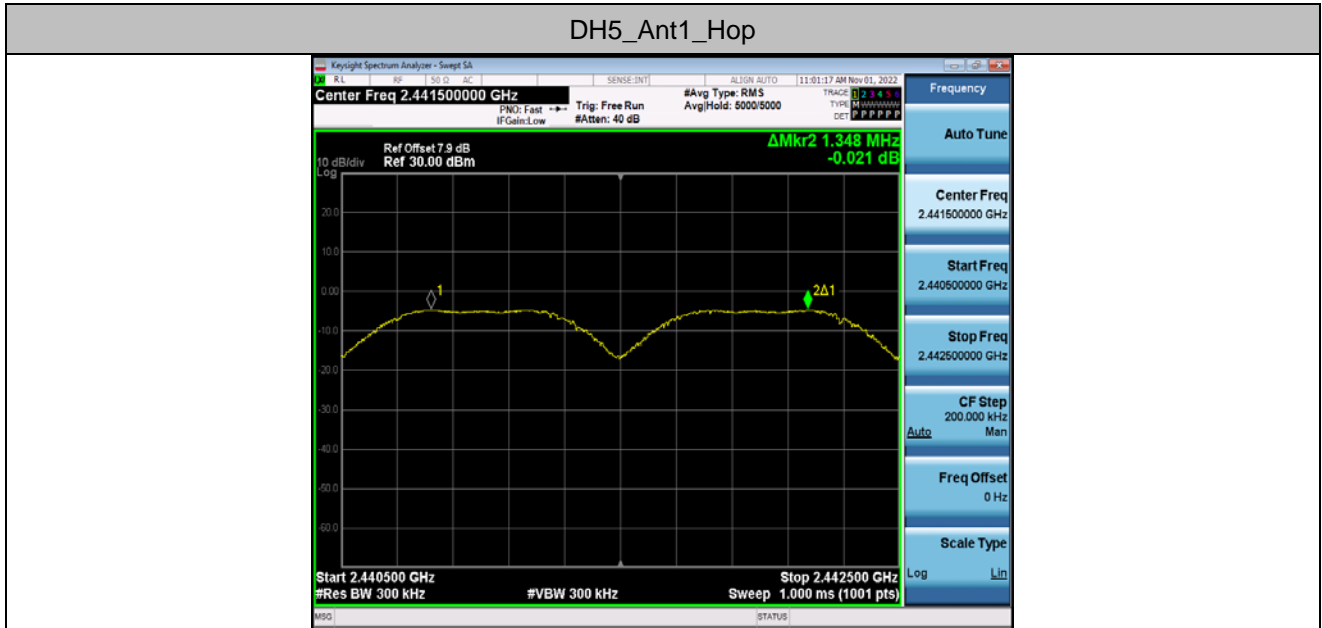 DH5_Ant1_Hop
Keysight Spectrum Analyzer - Swept SA
RL RF 50 Ω AC SENSE:INT ALIGN AUTO 11:01:17 AM Nov 01, 2022
Center Freq 2.441500000 GHz
PNO: Fast
IFGain:Low
Trig: Free Run
#Atten: 40 dB
#Avg Type: RMS
Avg|Hold: 5000/5000
TRACE 1 2 3 4 5 6
TYPE M
DET P P P P P P
ΔMkr2 1.348 MHz
-0.021 dB
Ref Offset 7.9 dB
10 dB/div Ref 30.00 dBm
Log
20.0
10.0
0.00
-10.0
-20.0
-30.0
-40.0
-50.0
-60.0
1
2Δ1
Start 2.440500 GHz
Stop 2.442500 GHz
#Res BW 300 kHz
#VBW 300 kHz
Sweep 1.000 ms (1001 pts)
MSG
STATUS
Frequency
Auto Tune
Center Freq
2.441500000 GHz
Start Freq
2.440500000 GHz
Stop Freq
2.442500000 GHz
CF Step
200.000 kHz
Auto Man
Freq Offset
0 Hz
Scale Type
Log Lin